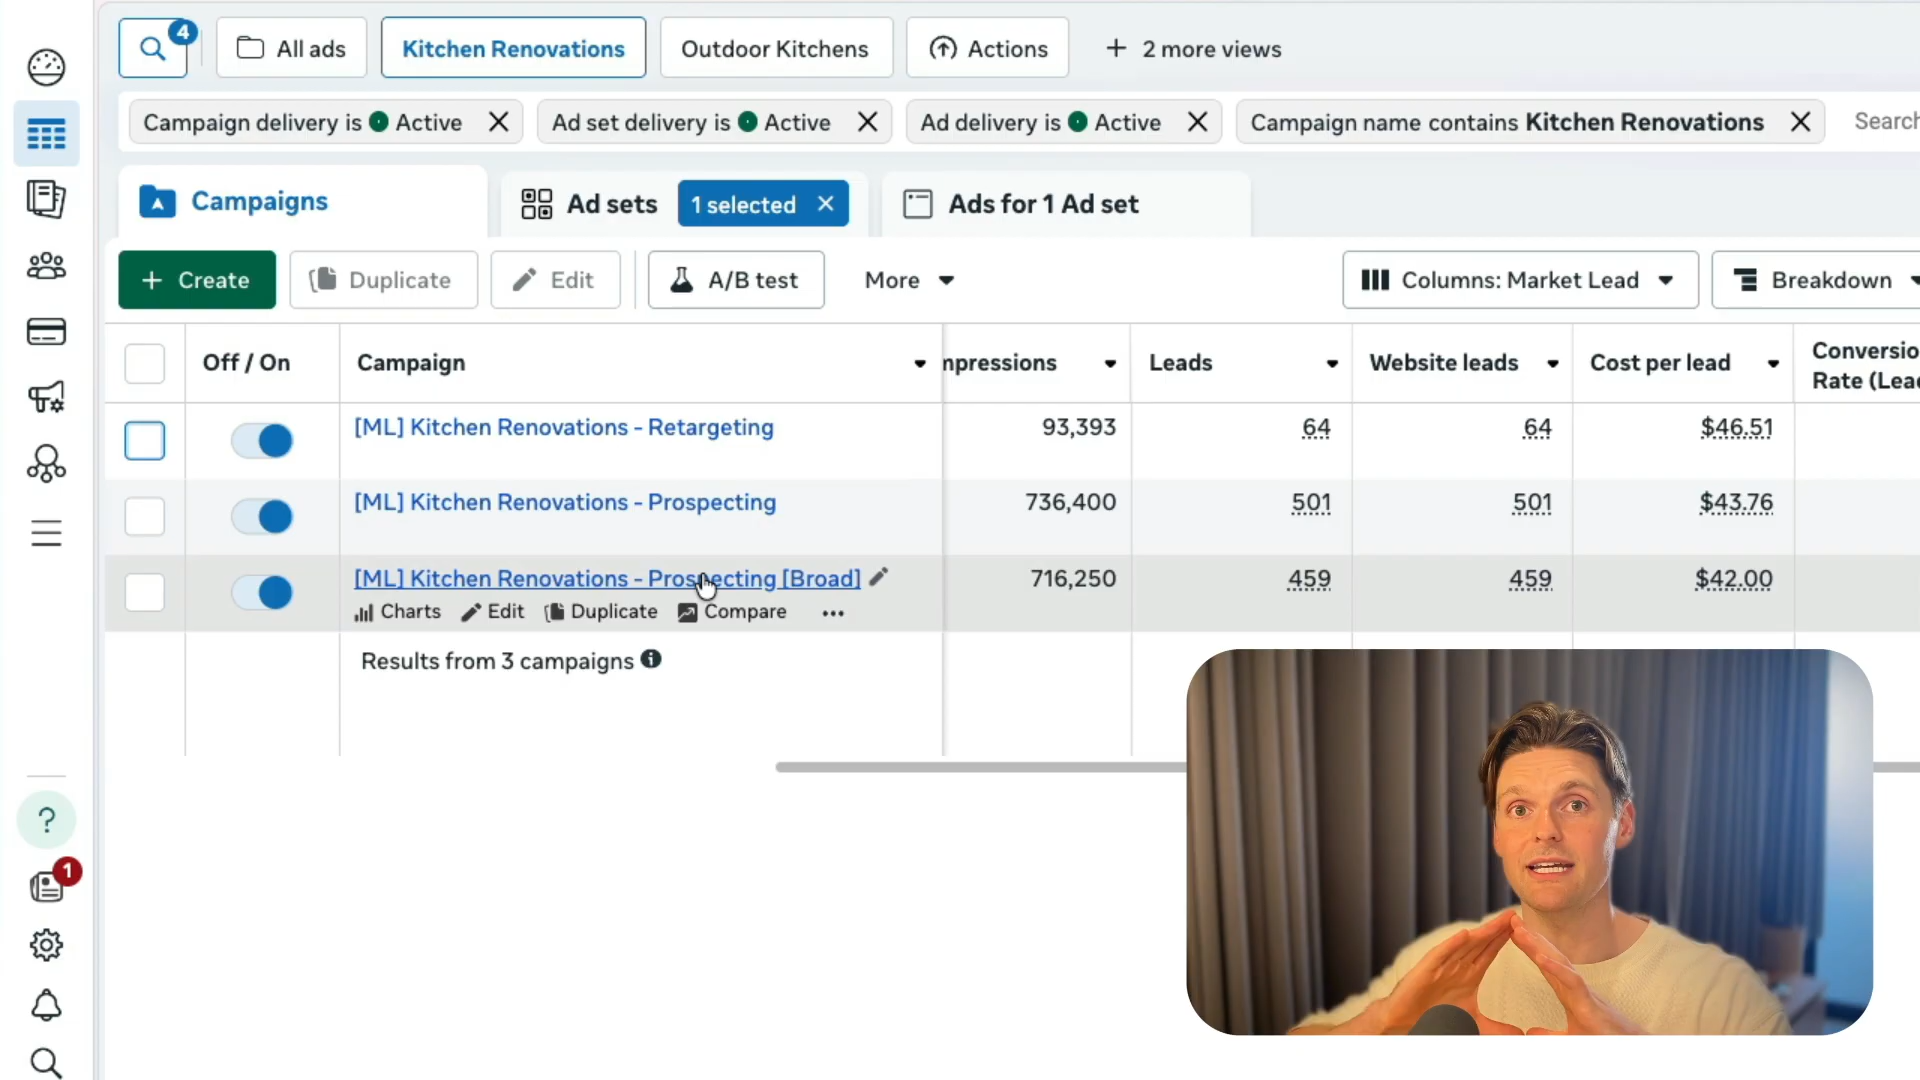 4
All ads
Kitchen Renovations
Outdoor Kitchens
Actions
+ 2 more views
Campaign delivery is Active
Ad set delivery is Active
Ad delivery is Active
Campaign name contains Kitchen Renovations
Search
Campaigns
Ad sets
1 selected
Ads for 1 Ad set
+ Create
Duplicate
Edit
A/B test
More
Columns: Market Lead
Breakdown
Off / On
Campaign
mpressions
Leads
Website leads
Cost per lead
Conversio
Rate (Lea
[ML] Kitchen Renovations - Retargeting
93,393
64
64
$46.51
[ML] Kitchen Renovations - Prospecting
736,400
501
501
$43.76
[ML] Kitchen Renovations - Prospecting [Broad]
716,250
459
459
$42.00
Charts
Edit
Duplicate
Compare
...
Results from 3 campaigns
?
1